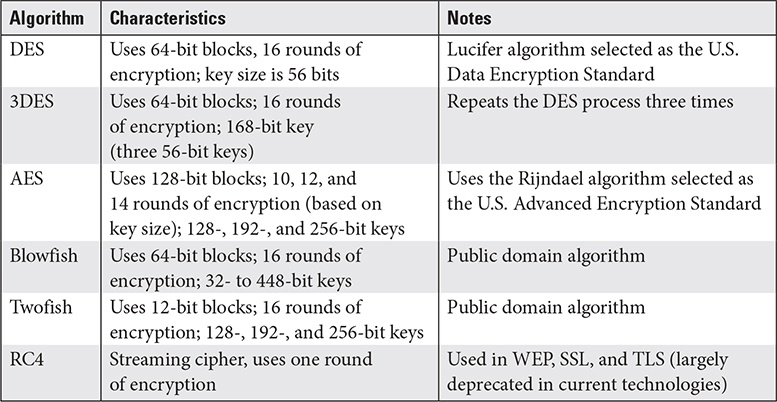 Algorithm Characteristics Notes
DES Uses 64-bit blocks, 16 rounds of Lucifer algorithm selected as the U.S.
encryption; key size is 56 bits Data Encryption Standard
3DES Uses 64-bit blocks; 16 rounds Repeats the DES process three times
of encryption; 168-bit key
(three 56-bit keys)
AES Uses 128-bit blocks; 10, 12, and Uses the Rijndael algorithm selected as
14 rounds of encryption (based on the U.S. Advanced Encryption Standard
key size); 128-, 192-, and 256-bit keys
Blowfish Uses 64-bit blocks; 16 rounds of Public domain algorithm
encryption; 32- to 448-bit keys
Twofish Uses 12-bit blocks; 16 rounds of Public domain algorithm
encryption; 128-, 192-, and 256-bit keys
RC4 Streaming cipher, uses one round Used in WEP, SSL, and TLS (largely
of encryption deprecated in current technologies)